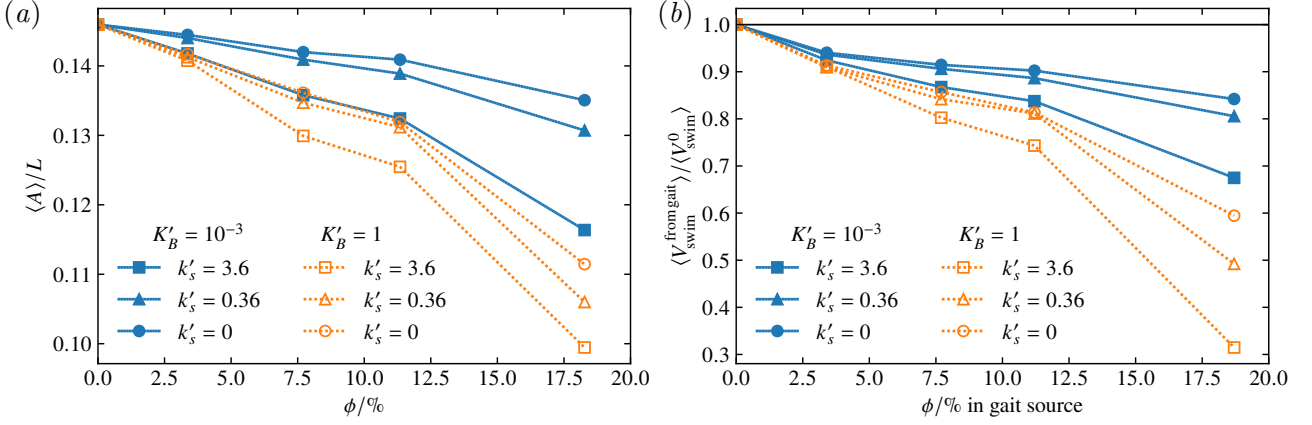 (a)
0.14
0.13
0.12
0.11
0.10
⟨A⟩/L
K′_B = 10⁻³ K′_B = 1
k′_s = 3.6 k′_s = 3.6
k′_s = 0.36 k′_s = 0.36
k′_s = 0 k′_s = 0
0.0 2.5 5.0 7.5 10.0 12.5 15.0 17.5 20.0
ϕ/%
(b)
1.0
0.9
0.8
0.7
0.6
0.5
0.4
0.3
⟨V_swim^from gait⟩/⟨V_swim^0⟩
K′_B = 10⁻³ K′_B = 1
k′_s = 3.6 k′_s = 3.6
k′_s = 0.36 k′_s = 0.36
k′_s = 0 k′_s = 0
0.0 2.5 5.0 7.5 10.0 12.5 15.0 17.5 20.0
ϕ/% in gait source